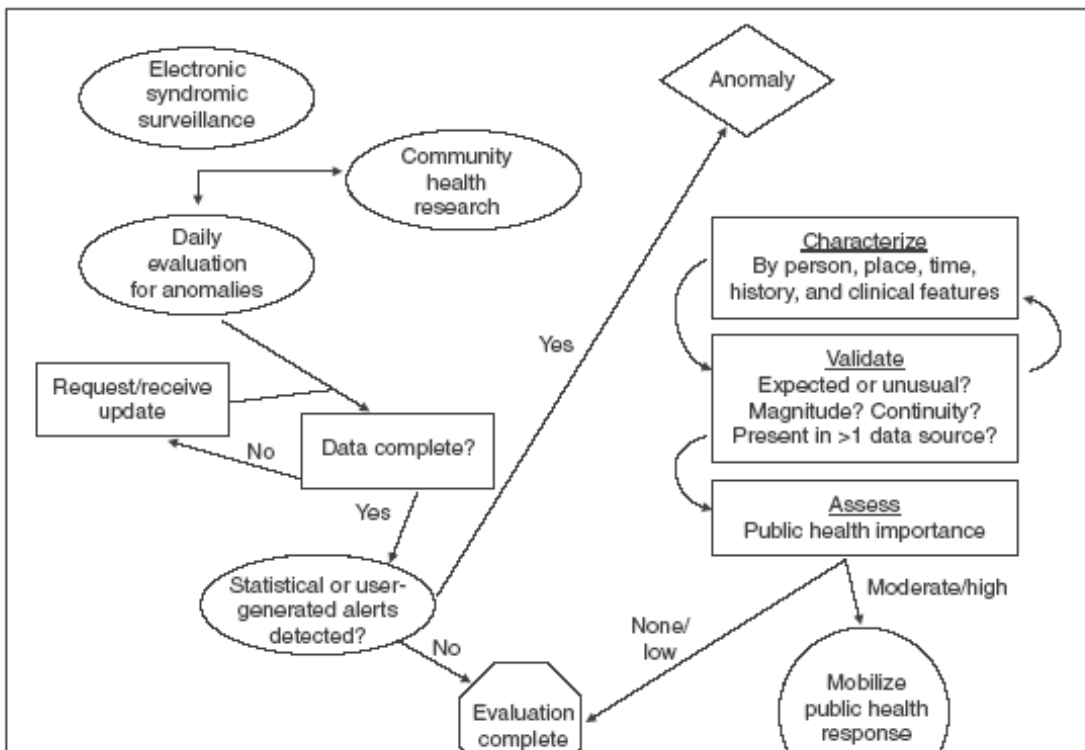 Electronic
syndromic
surveillance
Anomaly
Community
health
research
Daily
evaluation
for anomalies
Characterize
By person, place, time,
history, and clinical features
Yes
Validate
Expected or unusual?
Magnitude? Continuity?
Present in >1 data source?
Request/receive
update
Data complete?
No
Yes
Assess
Public health importance
Statistical or user-
generated alerts
detected?
Moderate/high
None/
low
No
Evaluation
complete
Mobilize
public health
response